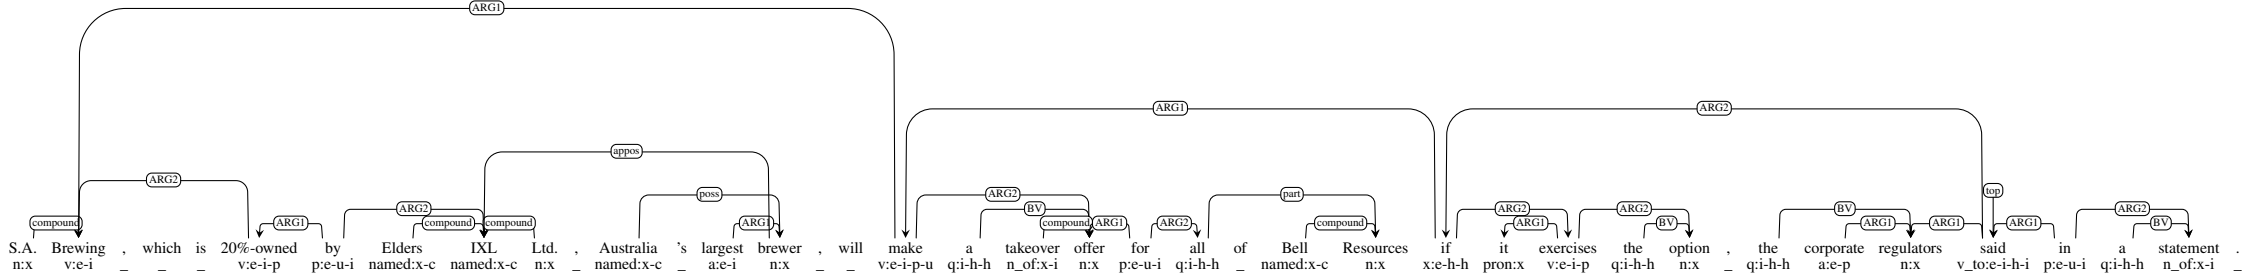 ARG1
ARG1 ARG2
appos
ARG2 poss part top
ARG2 ARG2 BV ARG2 ARG2 BV ARG2
compound ARG1 compound compound ARG1 compound ARG1 ARG2 compound ARG1 BV ARG1 ARG1 ARG1 BV
S.A. Brewing , which is 20%-owned by Elders IXL Ltd. , Australia 's largest brewer , will make a takeover offer for all of Bell Resources if it exercises the option , the corporate regulators said in a statement .
n:x v:e-i _ _ _ v:e-i-p p:e-u-i named:x-c named:x-c n:x _ named:x-c _ a:e-i n:x _ _ v:e-i-p-u q:i-h-h n_of:x-i n:x p:e-u-i q:i-h-h _ named:x-c n:x x:e-h-h pron:x v:e-i-p q:i-h-h n:x _ q:i-h-h a:e-p n:x v_to:e-i-h-i p:e-u-i q:i-h-h n_of:x-i _